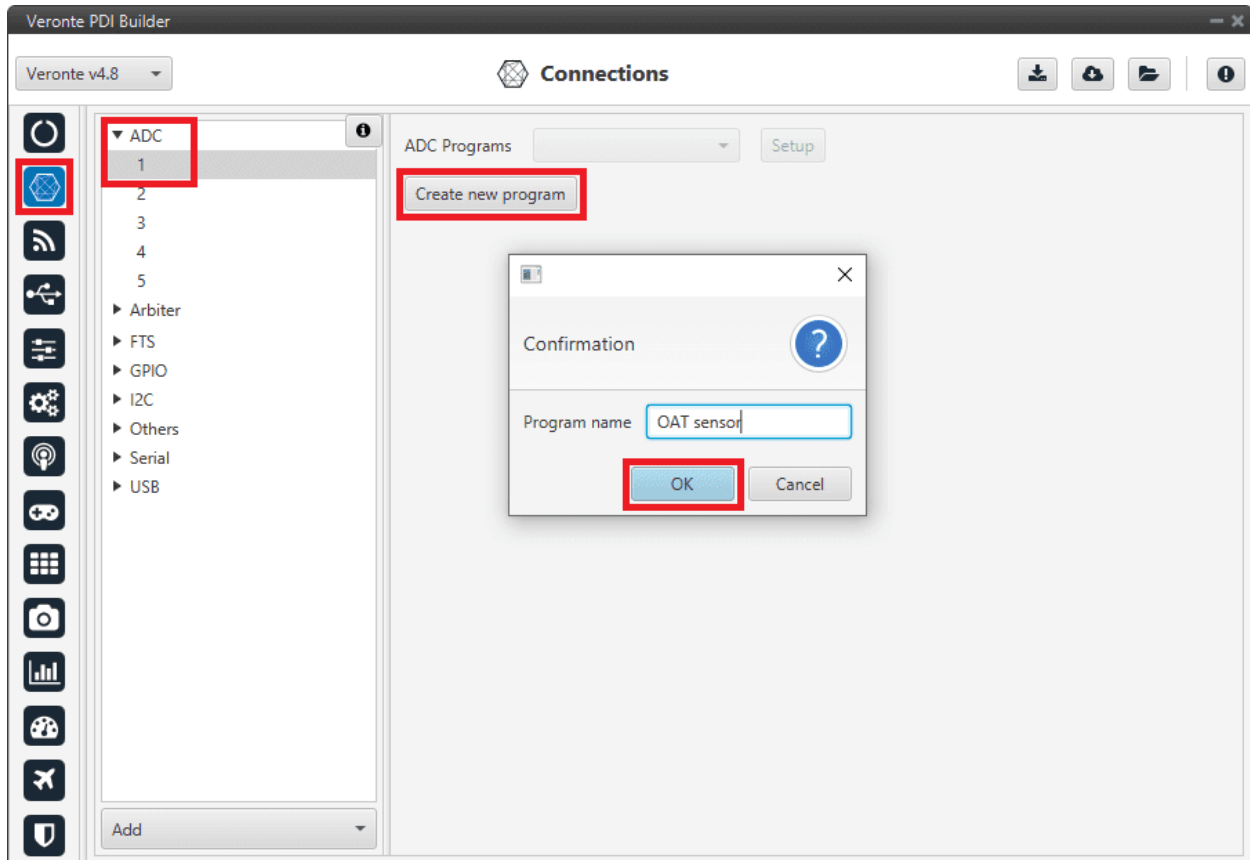 Veronte PDI Builder
Veronte v4.8
Connections
ADC
1
2
3
4
5
Arbiter
FTS
GPIO
I2C
Others
Serial
USB
Add
ADC Programs
Setup
Create new program
Confirmation
Program name OAT sensor
OK Cancel